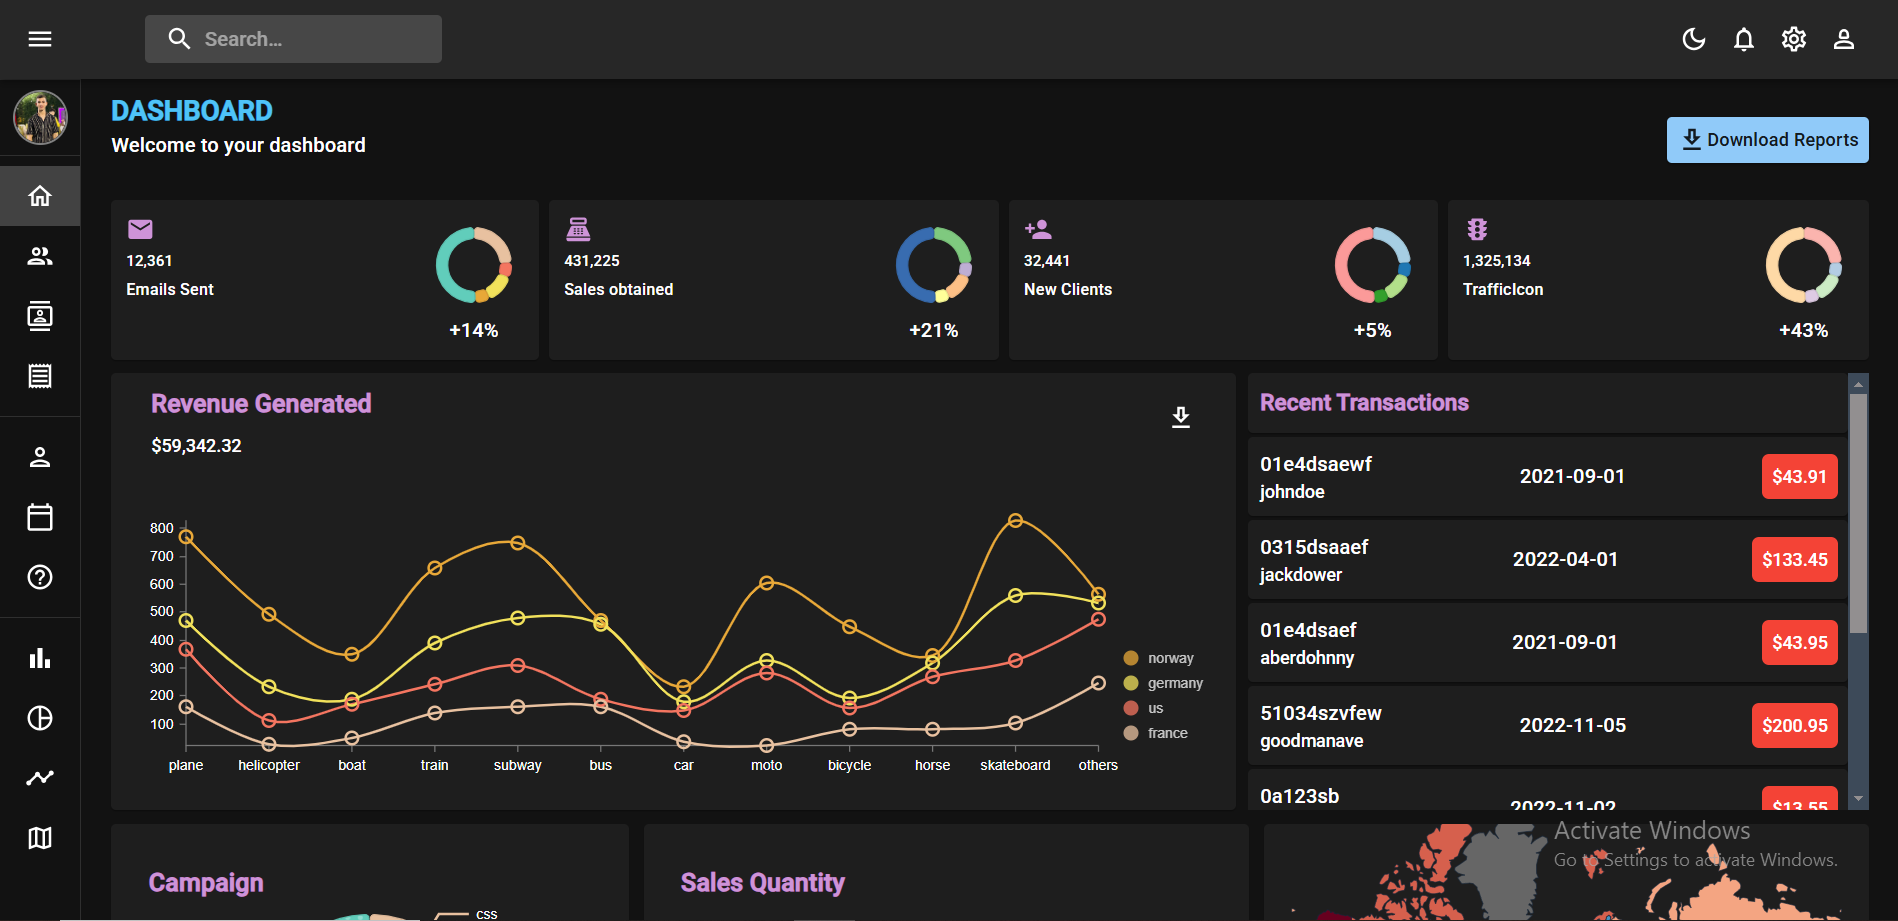 Search...
DASHBOARD
Welcome to your dashboard
Download Reports
12,361
Emails Sent
+14%
431,225
Sales obtained
+21%
32,441
New Clients
+5%
1,325,134
TrafficIcon
+43%
Revenue Generated
$59,342.32
800
700
600
500
400
300
200
100
plane helicopter boat train subway bus car moto bicycle horse skateboard others
norway
germany
us
france
Recent Transactions
01e4dsaewf
johndoe
2021-09-01
$43.91
0315dsaaef
jackdower
2022-04-01
$133.45
01e4dsaef
aberdohnny
2021-09-01
$43.95
51034szvfew
goodmanave
2022-11-05
$200.95
0a123sb
2022-11-02
$13.55
Campaign
css
Sales Quantity
Activate Windows
Go to Settings to activate Windows.